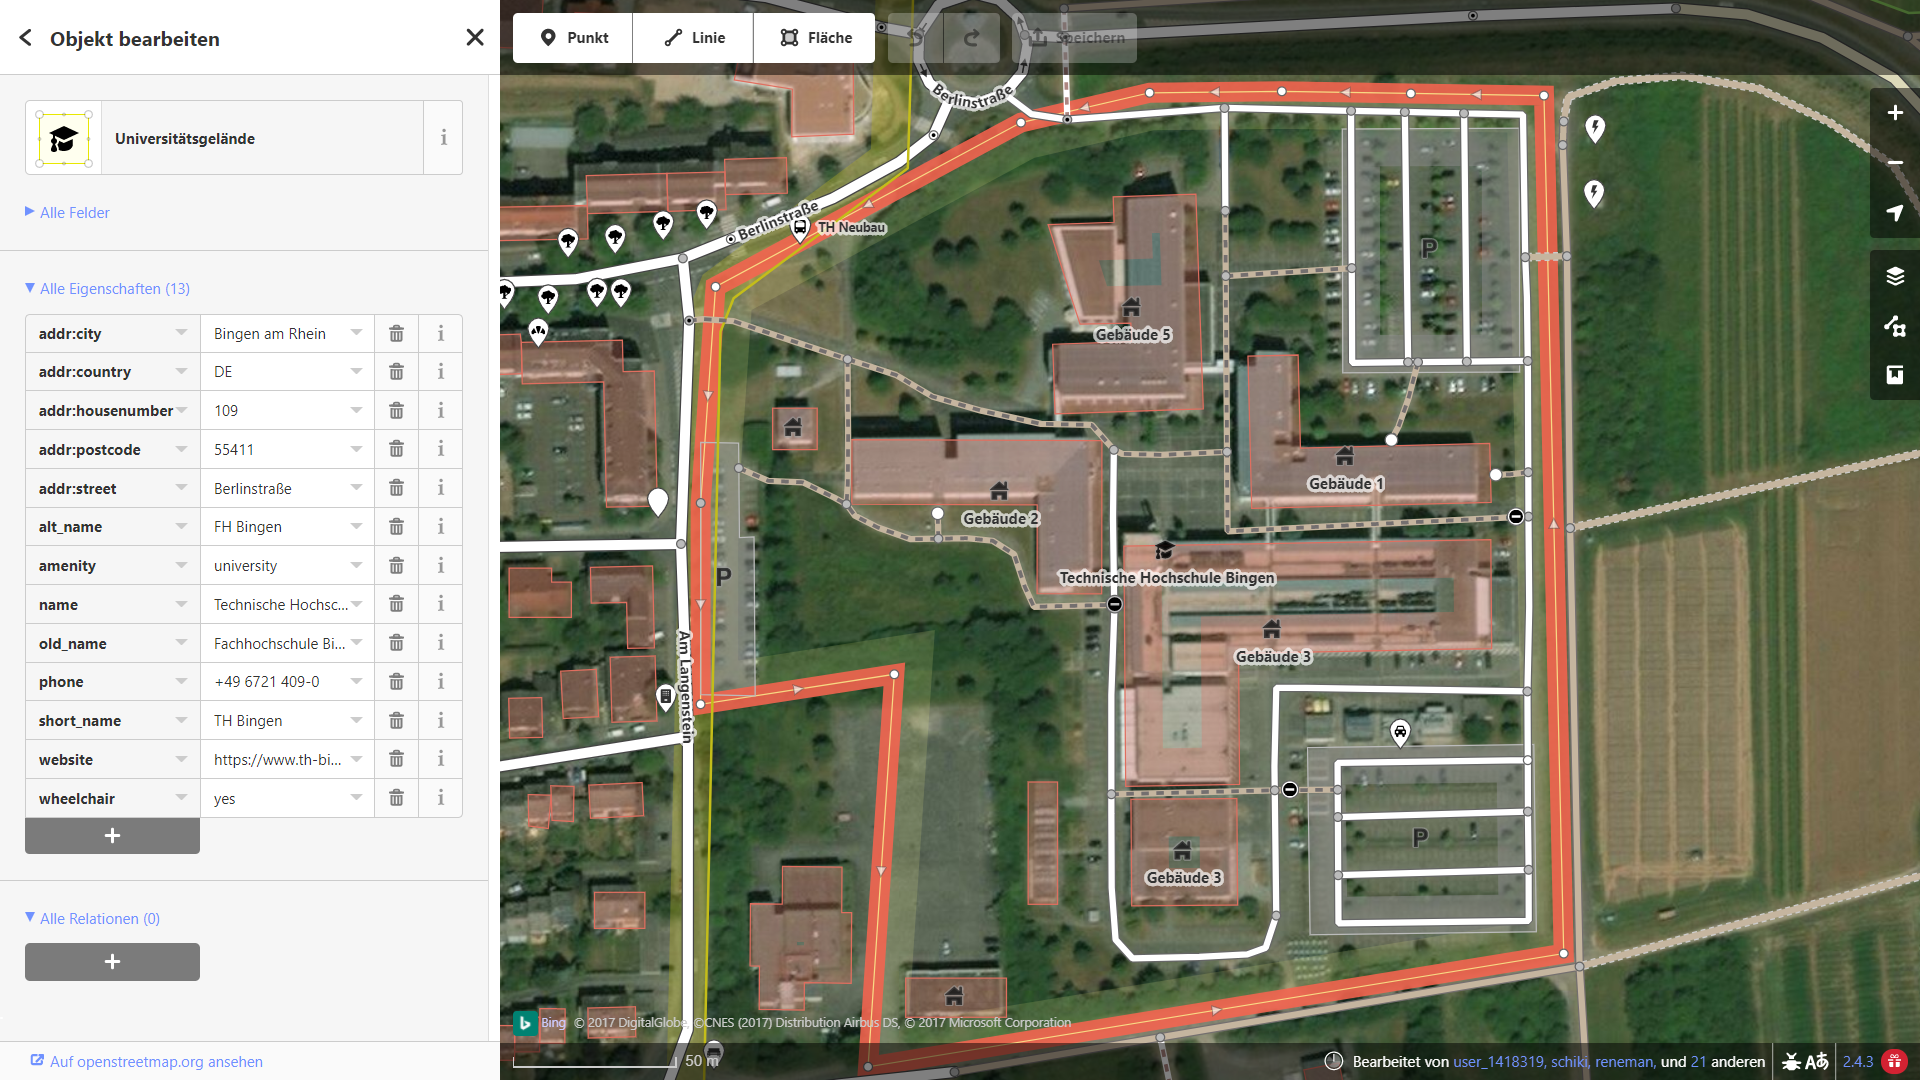 Objekt bearbeiten
Universitätsgelände
Alle Felder
Alle Eigenschaften (13)
addr:city Bingen am Rhein
addr:country DE
addr:housenumber 109
addr:postcode 55411
addr:street Berlinstraße
alt_name FH Bingen
amenity university
name Technische Hochsc...
old_name Fachhochschule Bi...
phone +49 6721 409-0
short_name TH Bingen
website https://www.th-bi...
wheelchair yes
+
Alle Relationen (0)
+
Auf openstreetmap.org ansehen
Punkt Linie Fläche Speichern
Berlinstraße
Berlinstraße
TH Neubau
P
Gebäude 5
Gebäude 1
Gebäude 2
P
Technische Hochschule Bingen
Gebäude 3
Am Langenstein
P
Gebäude 3
Bing © 2017 DigitalGlobe, ©CNES (2017) Distribution Airbus DS, © 2017 Microsoft Corporation
50 m
Bearbeitet von user_1418319, schiki, reneman, und 21 anderen
2.4.3